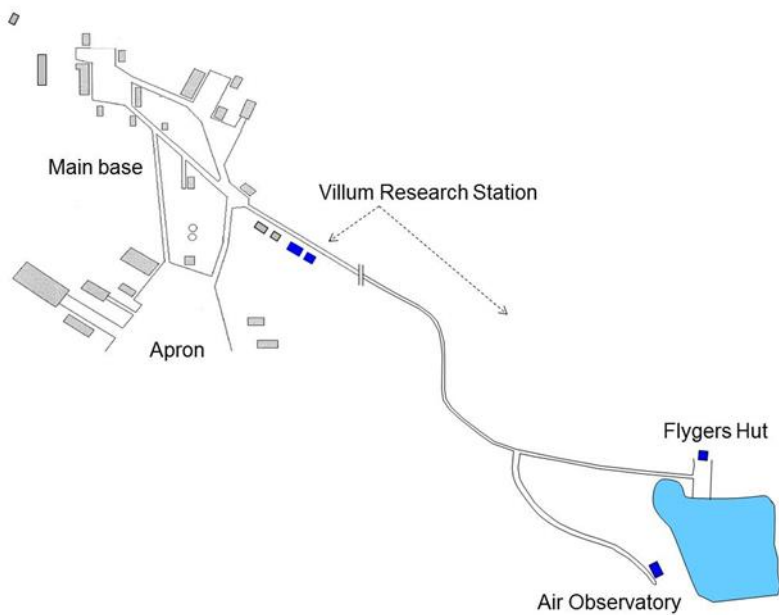 Main base
Villum Research Station
Apron
Flygers Hut
Air Observatory